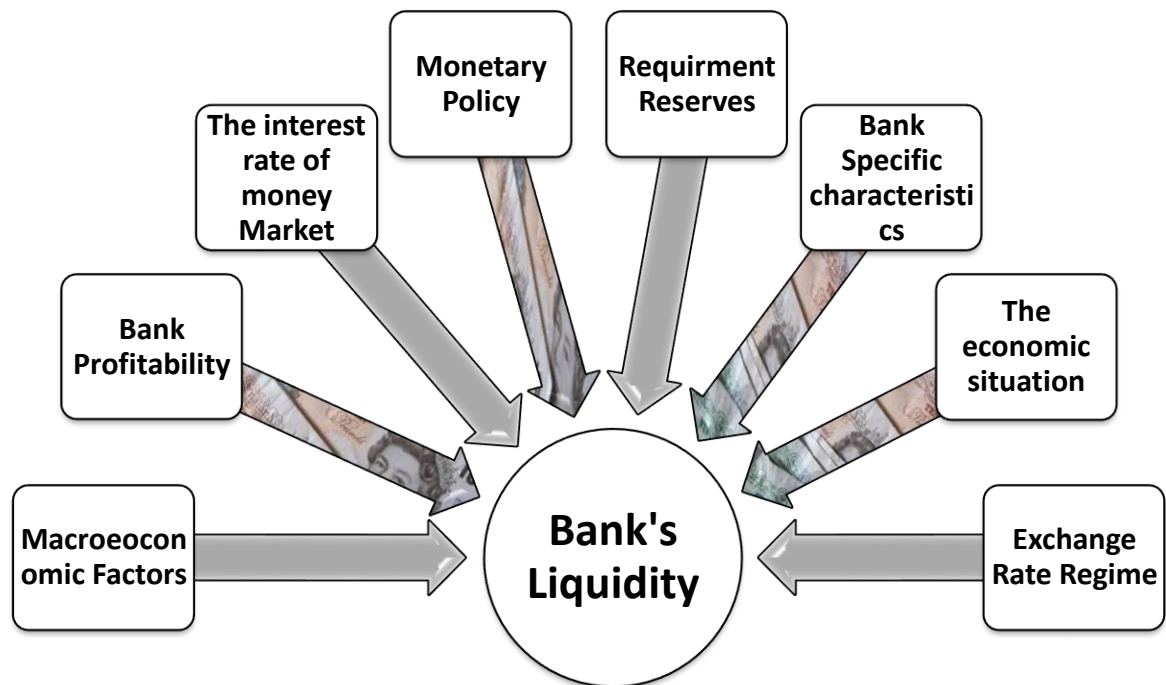 Monetary
Policy
Requirment
Reserves
The interest
rate of
money
Market
Bank
Specific
characteristi
cs
Bank
Profitability
The
economic
situation
Macroeocon
omic Factors
Bank's
Liquidity
Exchange
Rate Regime